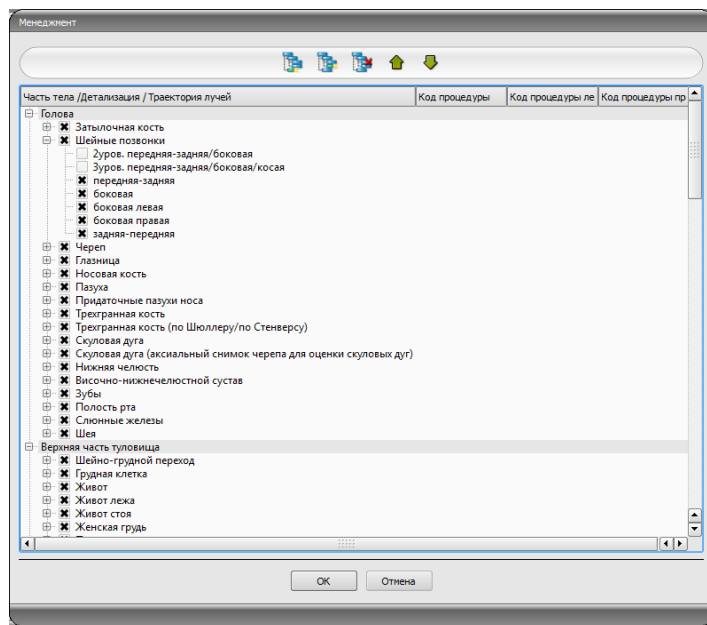 Менеджмент
Часть тела /Детализация / Траектория лучей Код процедуры Код процедуры ле Код процедуры пр
Голова
Затылочная кость
Шейные позвонки
2уров. передняя-задняя/боковая
3уров. передняя-задняя/боковая/косая
передняя-задняя
боковая
боковая левая
боковая правая
задняя-передняя
Череп
Глазница
Носовая кость
Пазуха
Придаточные пазухи носа
Трехгранная кость
Трехгранная кость (по Шюллеру/по Стенверсу)
Скуловая дуга
Скуловая дуга (аксиальный снимок черепа для оценки скуловых дуг)
Нижняя челюсть
Височно-нижнечелюстной сустав
Зубы
Полость рта
Слюнные железы
Шея
Верхняя часть туловища
Шейно-грудной переход
Грудная клетка
Живот
Живот лежа
Живот стоя
Женская грудь
OK Отмена